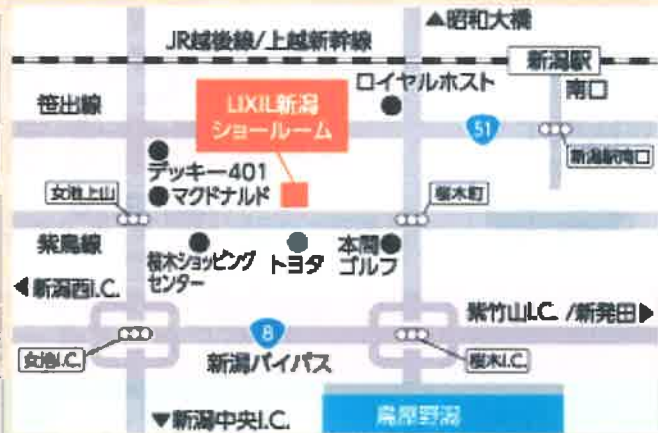 ▲昭和大橋
JR越後線/上越新幹線
新潟駅
南口
ロイヤルホスト
笹出線
LIXIL新潟
ショールーム
51
新潟駅南口
デッキー401
マクドナルド
女池上山
桜木町
紫鳥線
桜木ショッピング
センター
トヨタ
本間
ゴルフ
◀新潟西I.C.
紫竹山I.C. /新発田▶
8
女池I.C.
新潟バイパス
桜木I.C.
▼新潟中央I.C.
鳥屋野潟